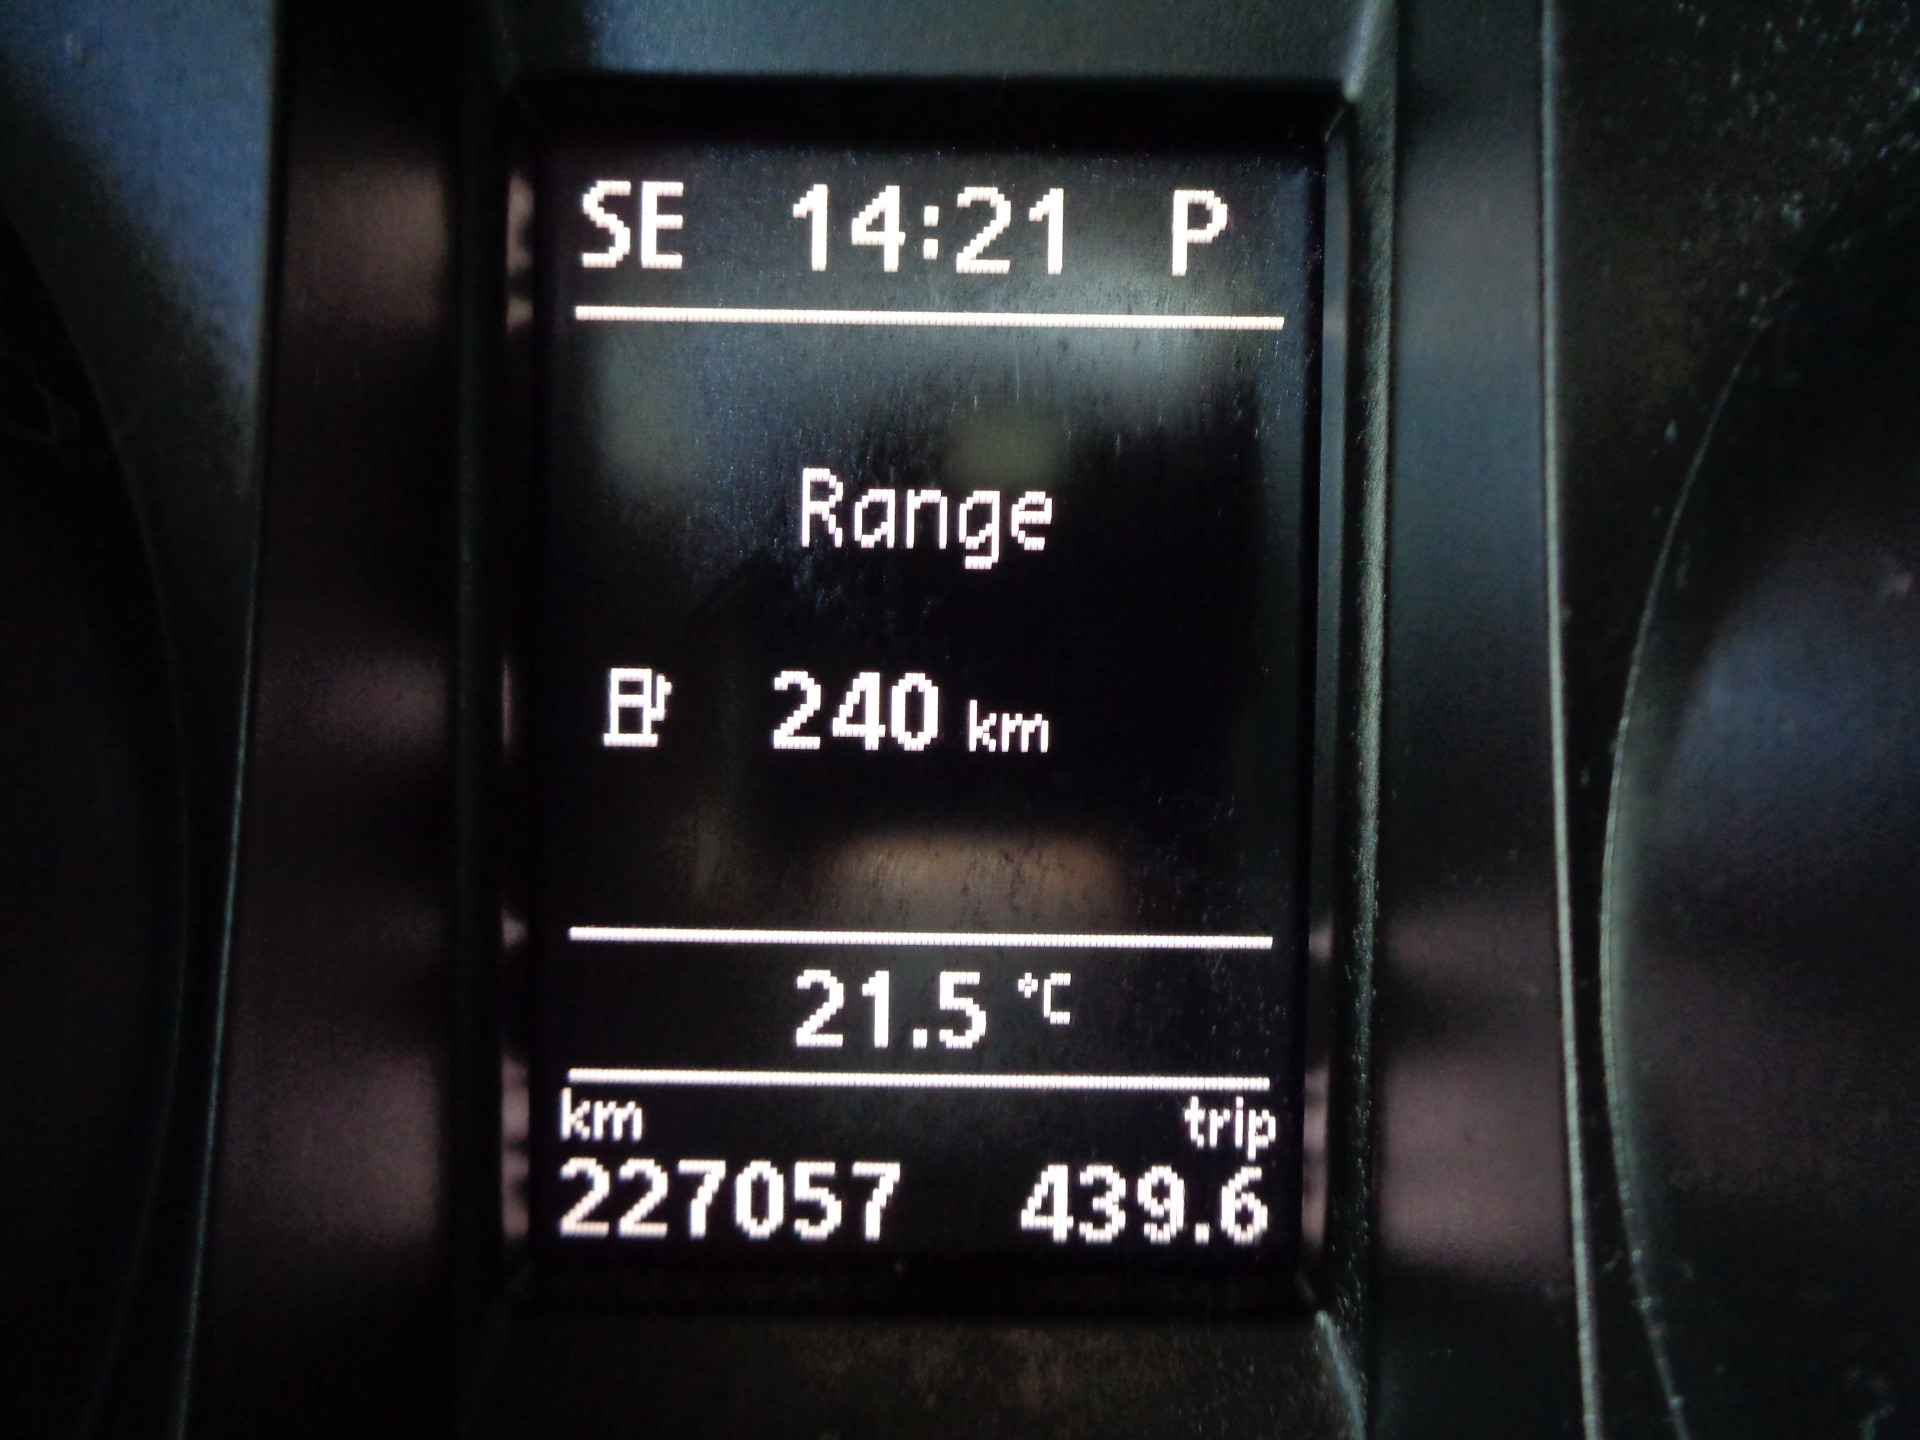 SE 14:21 P
Range
240 km
21.5 °C
km trip
227057 439.6